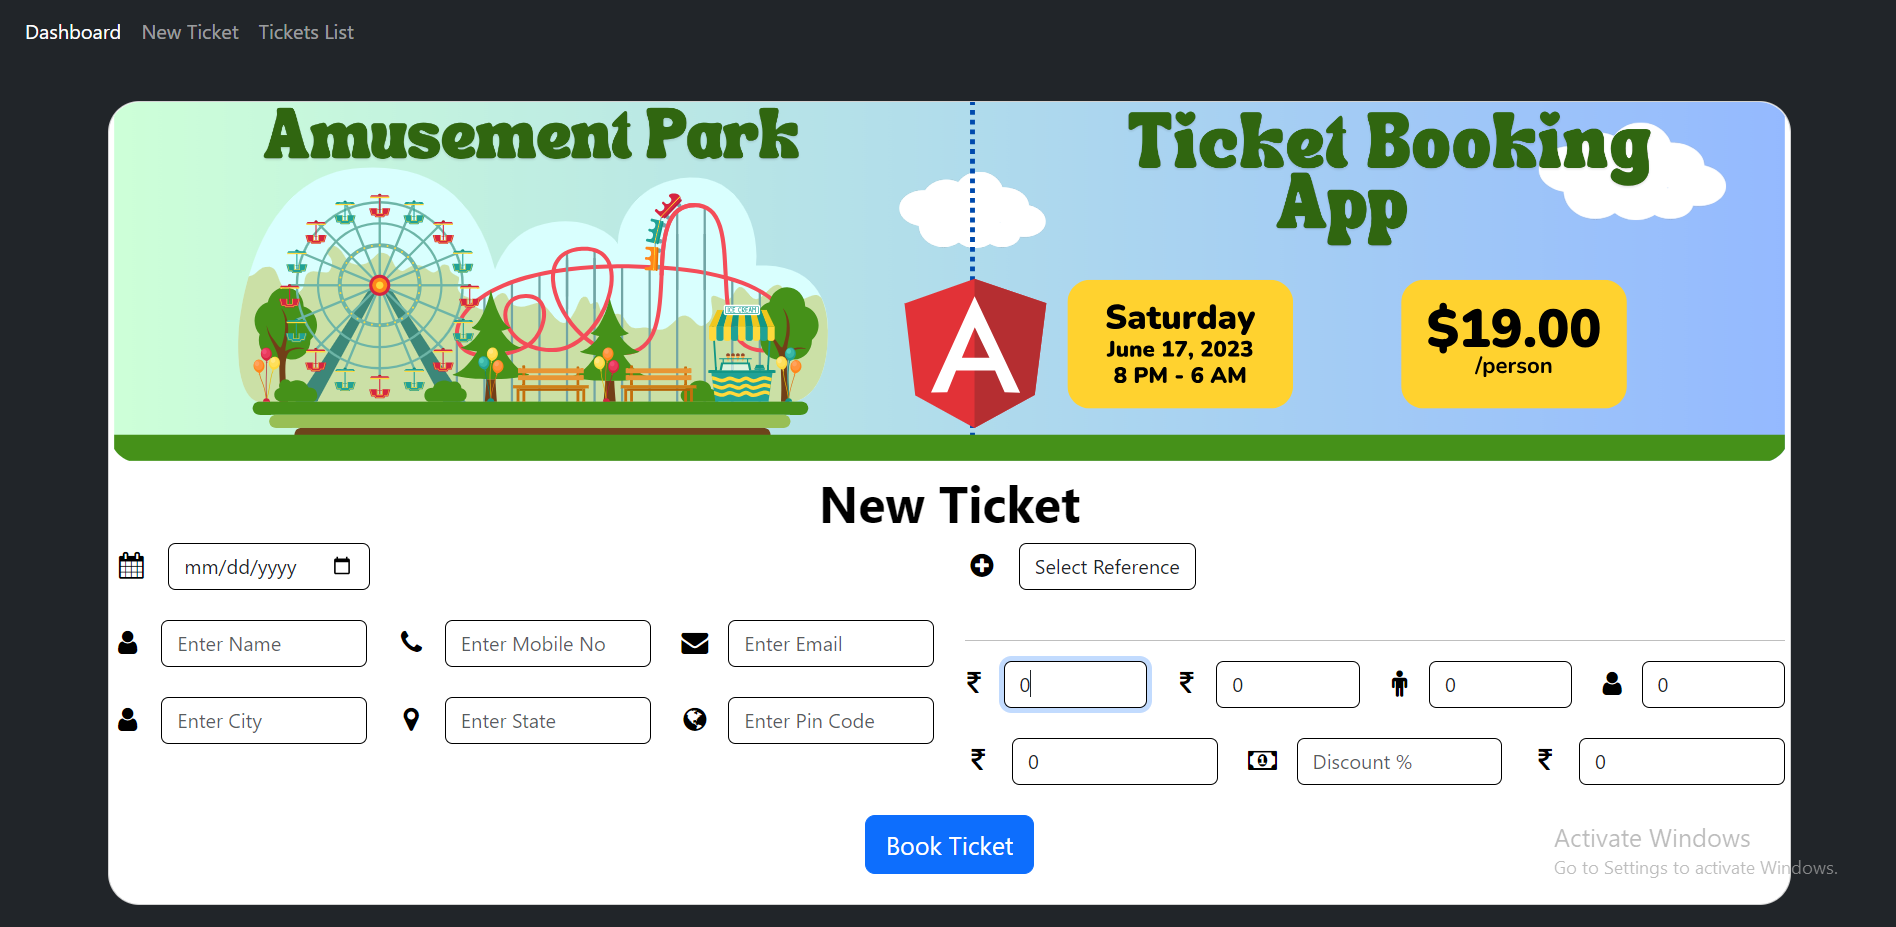 Dashboard New Ticket Tickets List
Amusement Park
Ticket Booking
App
ICE CREAM
Saturday
June 17, 2023
8 PM - 6 AM
$19.00
/person
A
New Ticket
mm/dd/yyyy
Select Reference
Enter Name Enter Mobile No Enter Email
₹ 0 ₹ 0 0 0
Enter City Enter State Enter Pin Code
₹ 0 Discount % ₹ 0
Book Ticket
Activate Windows
Go to Settings to activate Windows.